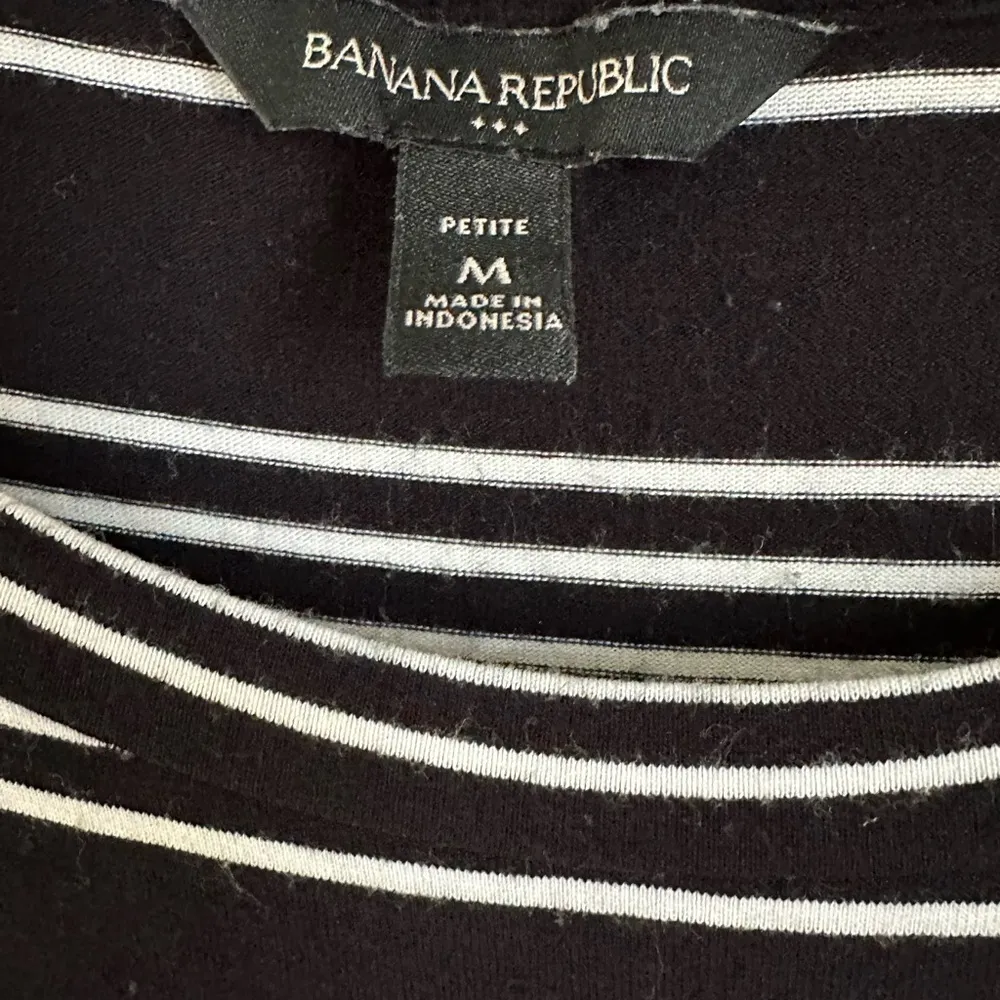 BANANA REPUBLIC
PETITE
M
MADE IN
INDONESIA